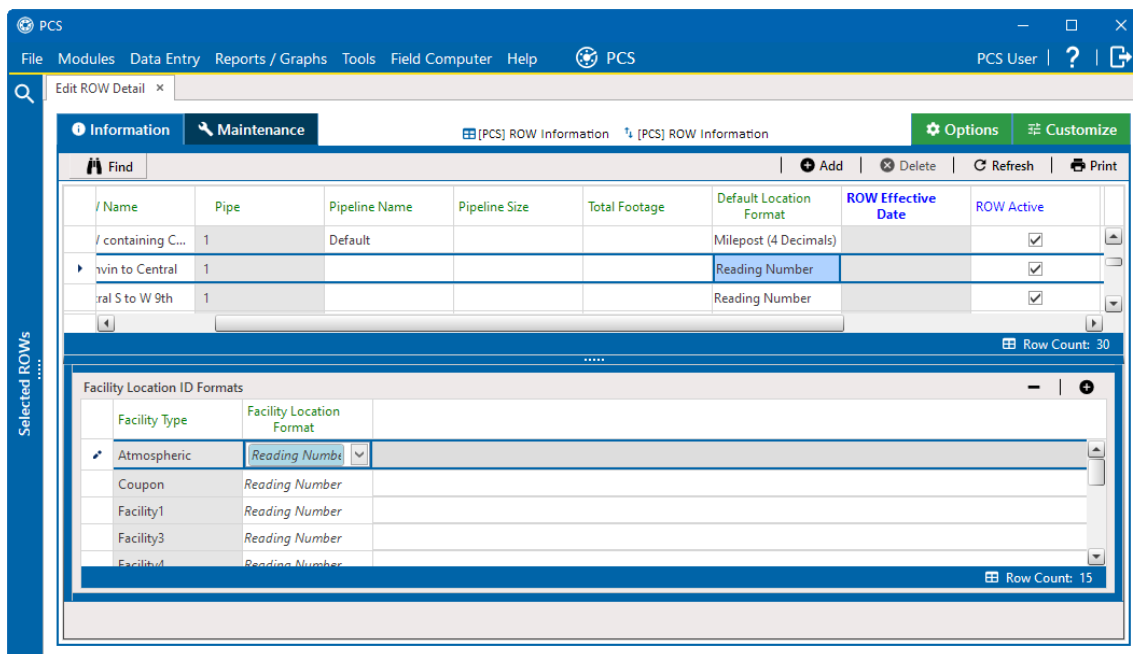 PCS
File Modules Data Entry Reports / Graphs Tools Field Computer Help PCS PCS User | ? |
Edit ROW Detail ×
Information Maintenance [PCS] ROW Information [PCS] ROW Information Options Customize
Find | Add | Delete | Refresh | Print
/ Name Pipe Pipeline Name Pipeline Size Total Footage Default Location Format ROW Effective Date ROW Active
/ containing C... 1 Default Milepost (4 Decimals)
nvin to Central 1 Reading Number
ral S to W 9th 1 Reading Number
Row Count: 30
Selected ROWs
Facility Location ID Formats
Facility Type Facility Location Format
Atmospheric Reading Numbe
Coupon Reading Number
Facility1 Reading Number
Facility3 Reading Number
Facility4 Reading Number
Row Count: 15